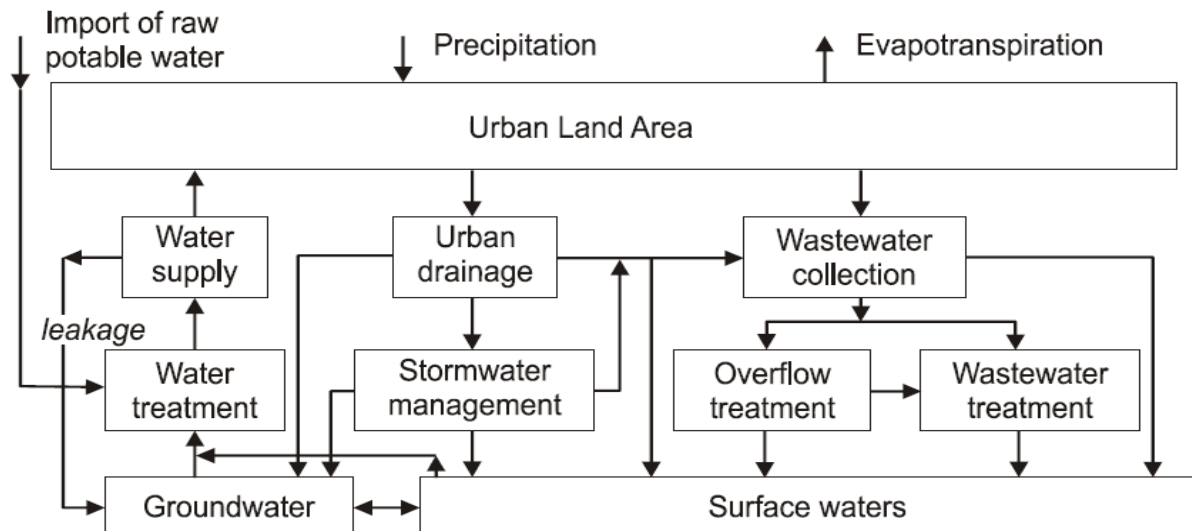 Import of raw
potable water
Precipitation
Evapotranspiration
Urban Land Area
Water
supply
Urban
drainage
Wastewater
collection
leakage
Water
treatment
Stormwater
management
Overflow
treatment
Wastewater
treatment
Groundwater
Surface waters